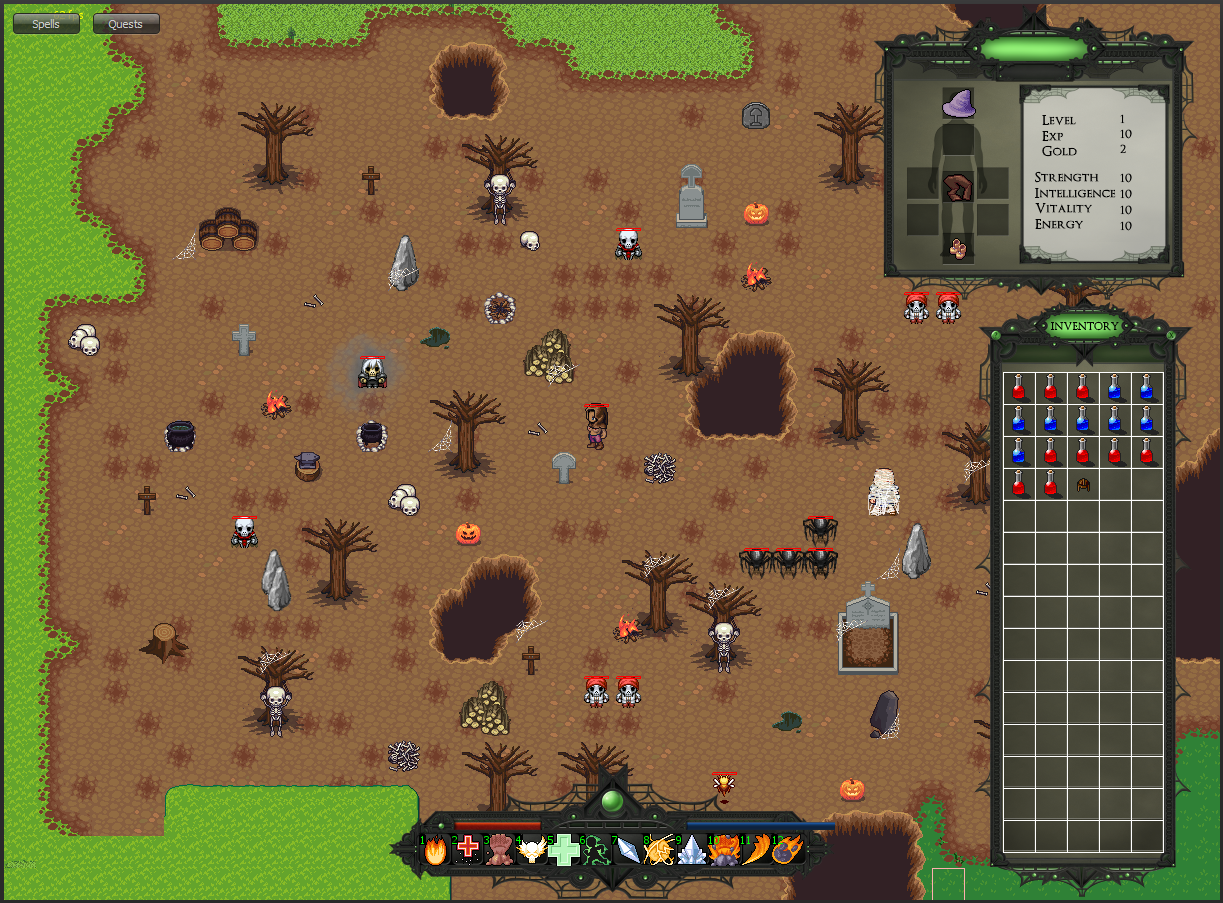 Spells
Quests
Level 1
Exp 10
Gold 2
Strength 10
Intelligence 10
Vitality 10
Energy 10
Inventory
X
1 2 3 4 5 6 7 8 9 10 11 12